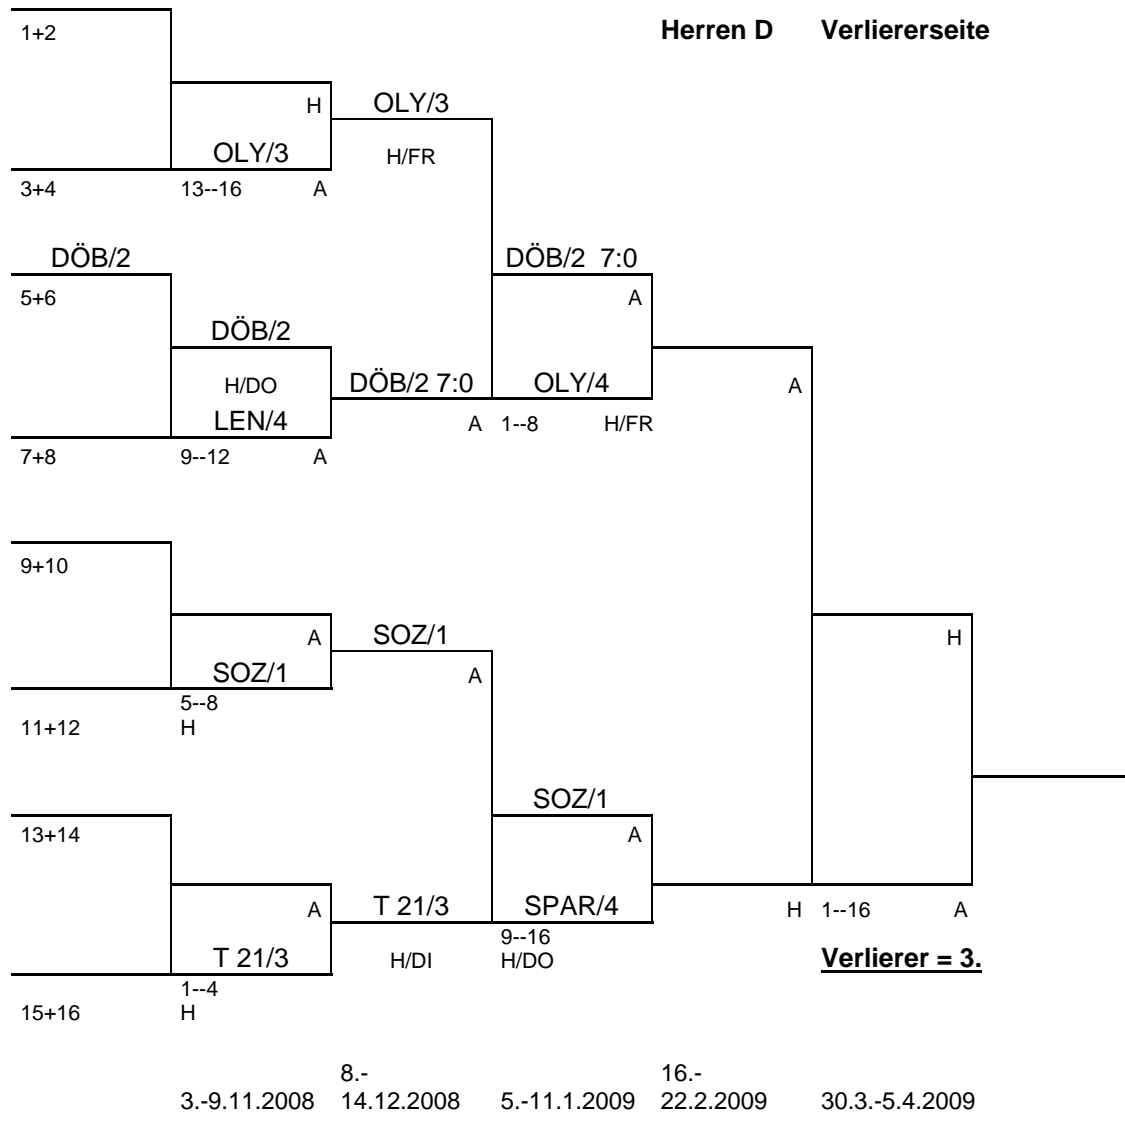 1+2
Herren D Verliererseite
H
OLY/3
OLY/3
H/FR
3+4
13--16 A
DÖB/2
DÖB/2 7:0
5+6
A
DÖB/2
H/DO
DÖB/2 7:0
OLY/4
A
LEN/4
A
1--8 H/FR
7+8
9--12 A
9+10
A
SOZ/1
H
SOZ/1
A
5--8
11+12
H
SOZ/1
13+14
A
A
T 21/3
SPAR/4
H
1--16 A
9--16
T 21/3
H/DI
H/DO
Verlierer = 3.
1--4
15+16
H
8.-
16.-
3.-9.11.2008
14.12.2008
5.-11.1.2009
22.2.2009
30.3.-5.4.2009